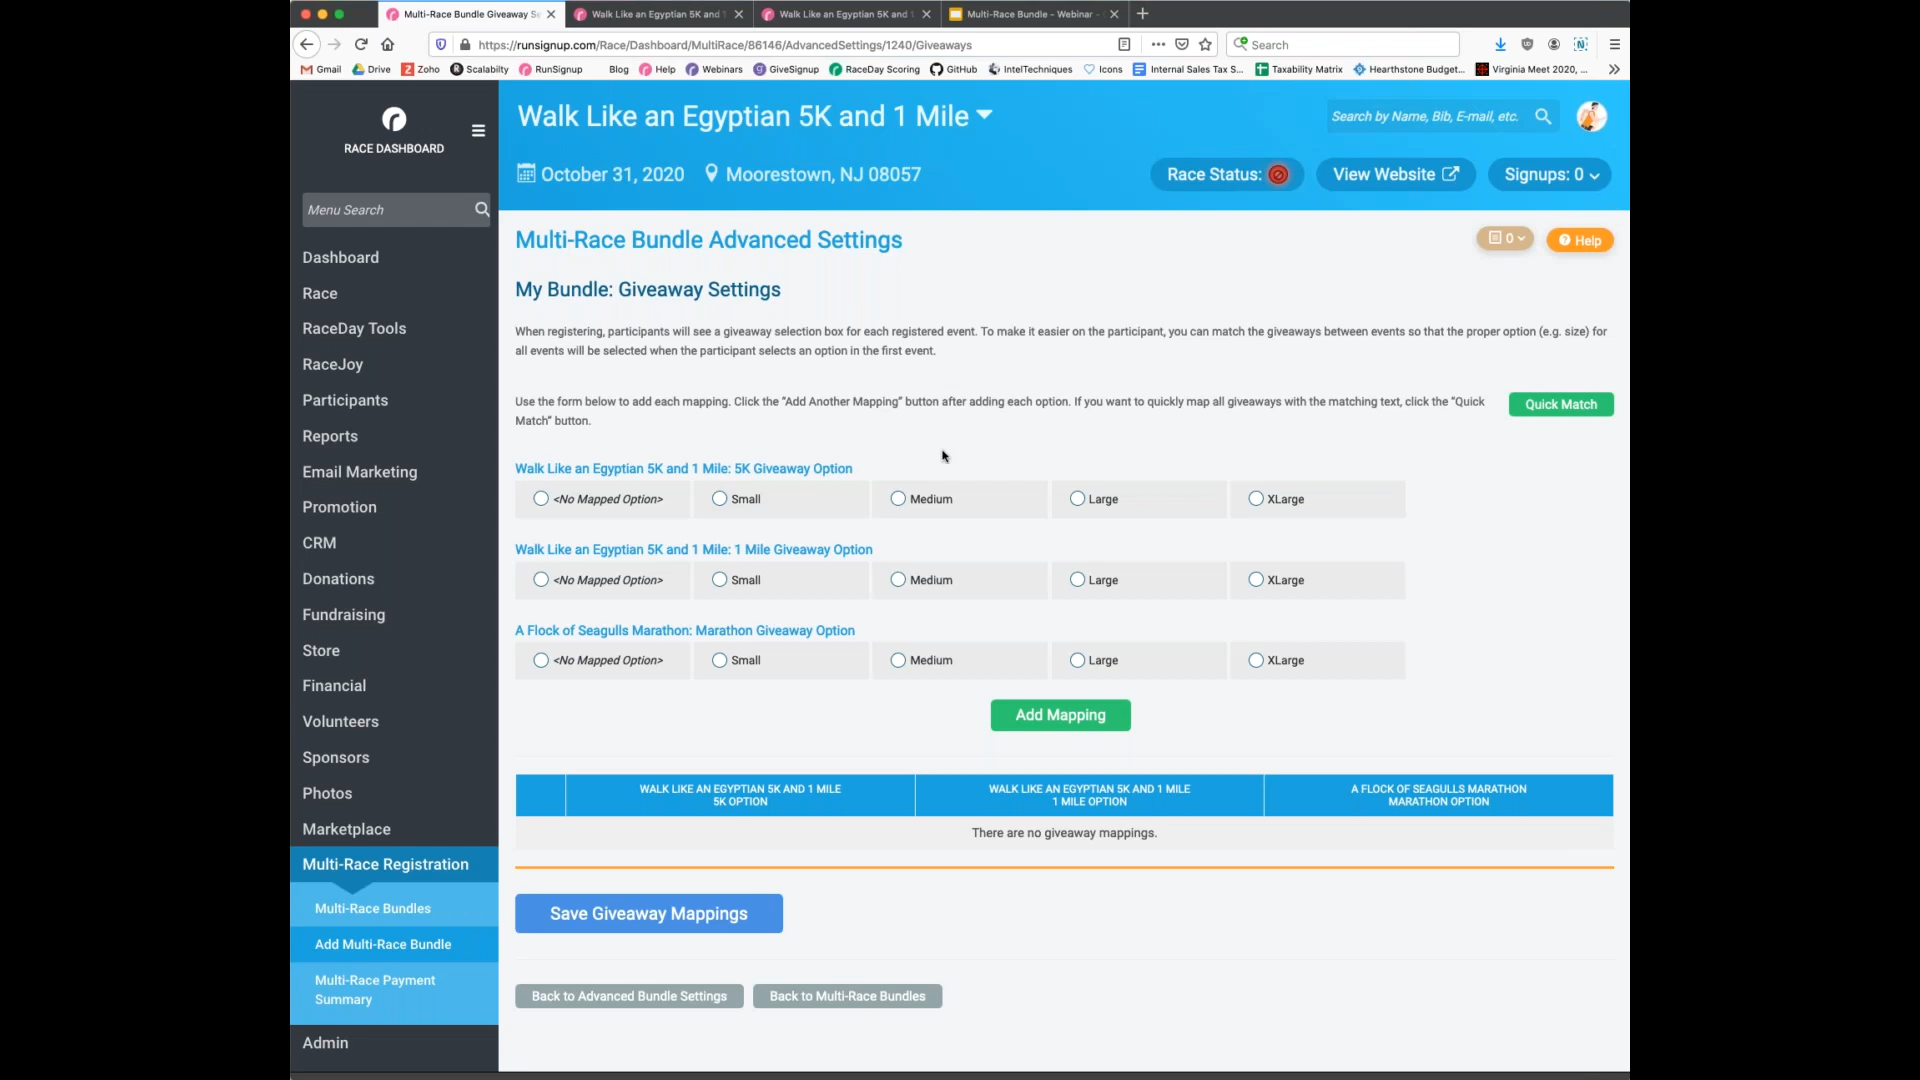 Multi-Race Bundle Giveaway Se
Walk Like an Egyptian 5K and 1
Walk Like an Egyptian 5K and 1
Multi-Race Bundle - Webinar -
https://runsignup.com/Race/Dashboard/MultiRace/86146/AdvancedSettings/1240/Giveaways
Search
Gmail
Drive
Zoho
Scalability
RunSignup
Blog
Help
Webinars
GiveSignup
RaceDay Scoring
GitHub
IntelTechniques
Icons
Internal Sales Tax S...
Taxability Matrix
Hearthstone Budget...
Virginia Meet 2020, ...
RACE DASHBOARD
Menu Search
Dashboard
Race
RaceDay Tools
RaceJoy
Participants
Reports
Email Marketing
Promotion
CRM
Donations
Fundraising
Store
Financial
Volunteers
Sponsors
Photos
Marketplace
Multi-Race Registration
Multi-Race Bundles
Add Multi-Race Bundle
Multi-Race Payment
Summary
Admin
Walk Like an Egyptian 5K and 1 Mile
Search by Name, Bib, E-mail, etc.
October 31, 2020
Moorestown, NJ 08057
Race Status:
View Website
Signups: 0
Multi-Race Bundle Advanced Settings
0
Help
My Bundle: Giveaway Settings
When registering, participants will see a giveaway selection box for each registered event. To make it easier on the participant, you can match the giveaways between events so that the proper option (e.g. size) for
all events will be selected when the participant selects an option in the first event.
Use the form below to add each mapping. Click the "Add Another Mapping" button after adding each option. If you want to quickly map all giveaways with the matching text, click the "Quick
Match" button.
Quick Match
Walk Like an Egyptian 5K and 1 Mile: 5K Giveaway Option
<No Mapped Option> Small Medium Large XLarge
Walk Like an Egyptian 5K and 1 Mile: 1 Mile Giveaway Option
<No Mapped Option> Small Medium Large XLarge
A Flock of Seagulls Marathon: Marathon Giveaway Option
<No Mapped Option> Small Medium Large XLarge
Add Mapping
WALK LIKE AN EGYPTIAN 5K AND 1 MILE
5K OPTION
WALK LIKE AN EGYPTIAN 5K AND 1 MILE
1 MILE OPTION
A FLOCK OF SEAGULLS MARATHON
MARATHON OPTION
There are no giveaway mappings.
Save Giveaway Mappings
Back to Advanced Bundle Settings
Back to Multi-Race Bundles